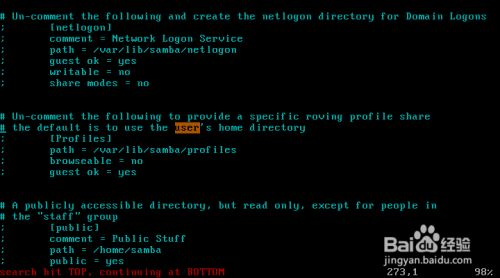 # Un-comment the following and create the netlogon directory for Domain Logons
;       [netlogon]
;       comment = Network Logon Service
;       path = /var/lib/samba/netlogon
;       guest ok = yes
;       writable = no
;       share modes = no
# Un-comment the following to provide a specific roving profile share
# the default is to use the user's home directory
;       [Profiles]
;       path = /var/lib/samba/profiles
;       browseable = no
;       guest ok = yes
# A publicly accessible directory, but read only, except for people in
# the "staff" group
;       [public]
;       comment = Public Stuff
;       path = /home/samba
;       public = yes
search hit TOP, continuing at BOTTOM 273,1 98%
Baidu 经验
jingyan.baidu.com